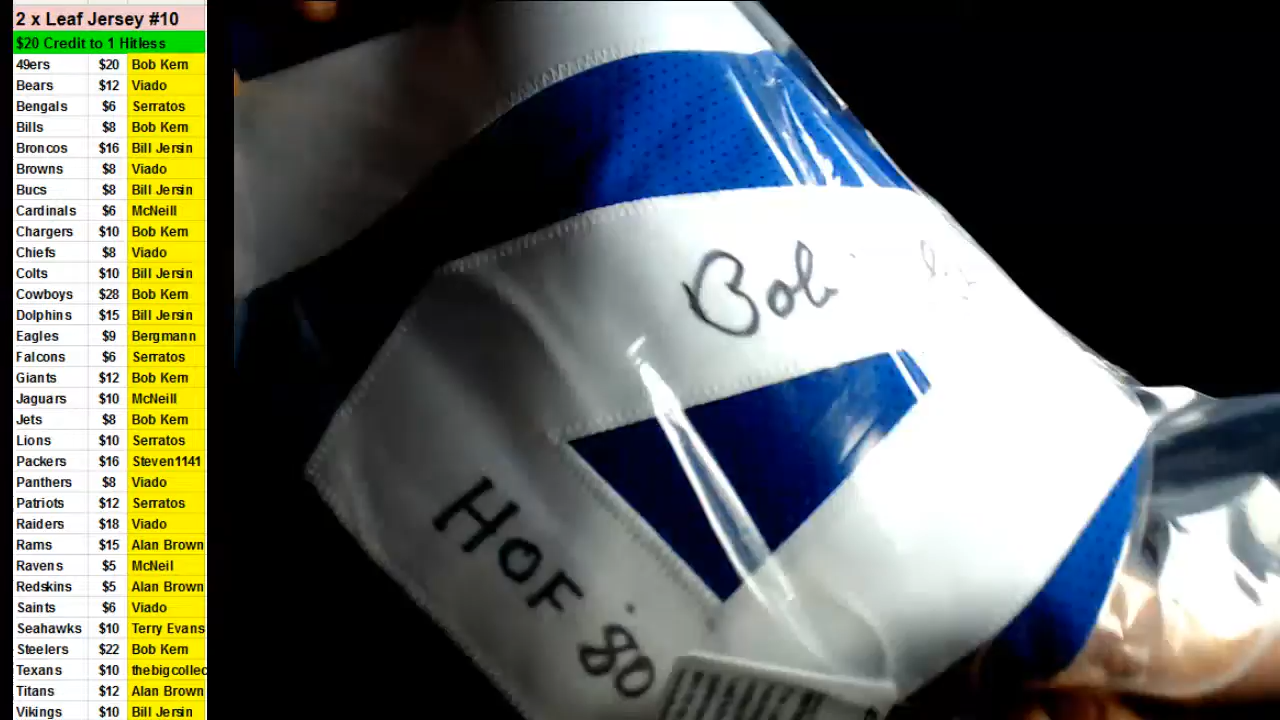 2 x Leaf Jersey #10
$20 Credit to 1 Hitless
49ers $20 Bob Kern
Bears $12 Viado
Bengals $6 Serratos
Bills $8 Bob Kern
Broncos $16 Bill Jersin
Browns $8 Viado
Bucs $8 Bill Jersin
Cardinals $6 McNeill
Chargers $10 Bob Kern
Chiefs $8 Viado
Colts $10 Bill Jersin
Cowboys $28 Bob Kern
Dolphins $15 Bill Jersin
Eagles $9 Bergmann
Falcons $6 Serratos
Giants $12 Bob Kern
Jaguars $10 McNeill
Jets $8 Bob Kern
Lions $10 Serratos
Packers $16 Steven1141
Panthers $8 Viado
Patriots $12 Serratos
Raiders $18 Viado
Rams $15 Alan Brown
Ravens $5 McNeil
Redskins $5 Alan Brown
Saints $6 Viado
Seahawks $10 Terry Evans
Steelers $22 Bob Kern
Texans $10 thebigcollec
Titans $12 Alan Brown
Vikings $10 Bill Jersin
Bob
HOF 80